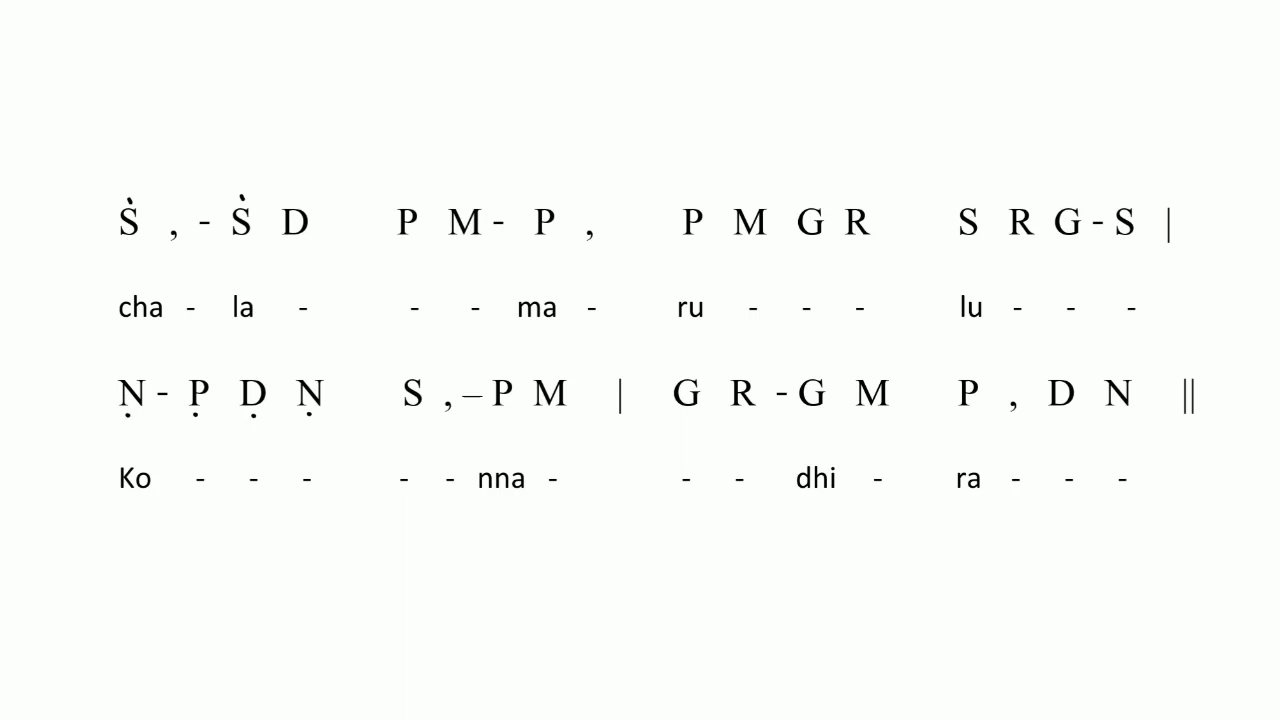 Ṡ , - Ṡ D P M - P , P M G R S R G - S |
cha - la - - - ma - ru - - - lu - - -
Ṇ - P̣ Ḍ Ṇ S , – P M | G R - G M P , D N ||
Ko - - - - - nna - - - dhi - ra - - -